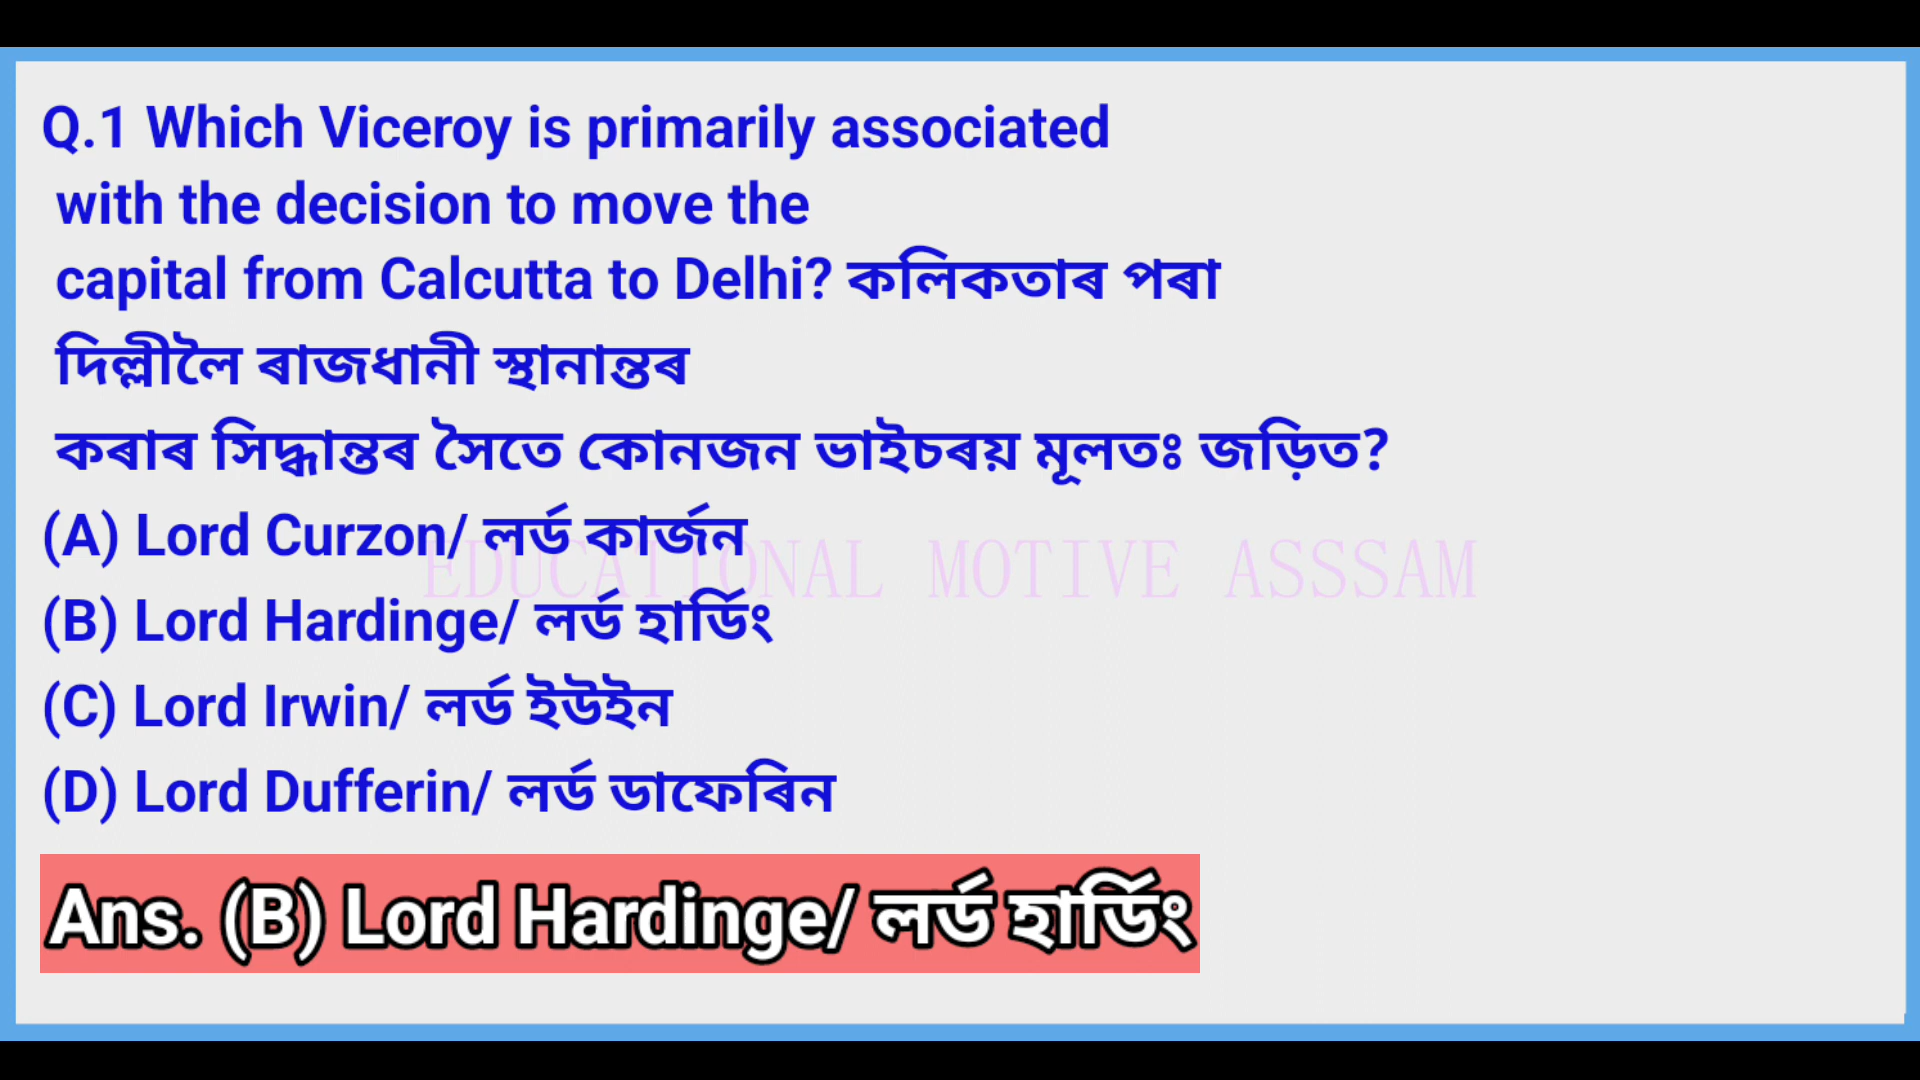 Q.1 Which Viceroy is primarily associated
with the decision to move the
capital from Calcutta to Delhi? কলিকতাৰ পৰা
দিল্লীলৈ ৰাজধানী স্থানান্তৰ
কৰাৰ সিদ্ধান্তৰ সৈতে কোনজন ভাইচৰয় মূলতঃ জড়িত?
(A) Lord Curzon/ লৰ্ড কাৰ্জন
EDUCATIONAL MOTIVE ASSSAM
(B) Lord Hardinge/ লৰ্ড হাৰ্ডিং
(C) Lord Irwin/ লৰ্ড ইউইন
(D) Lord Dufferin/ লৰ্ড ডাফেৰিন
Ans. (B) Lord Hardinge/ লৰ্ড হাৰ্ডিং